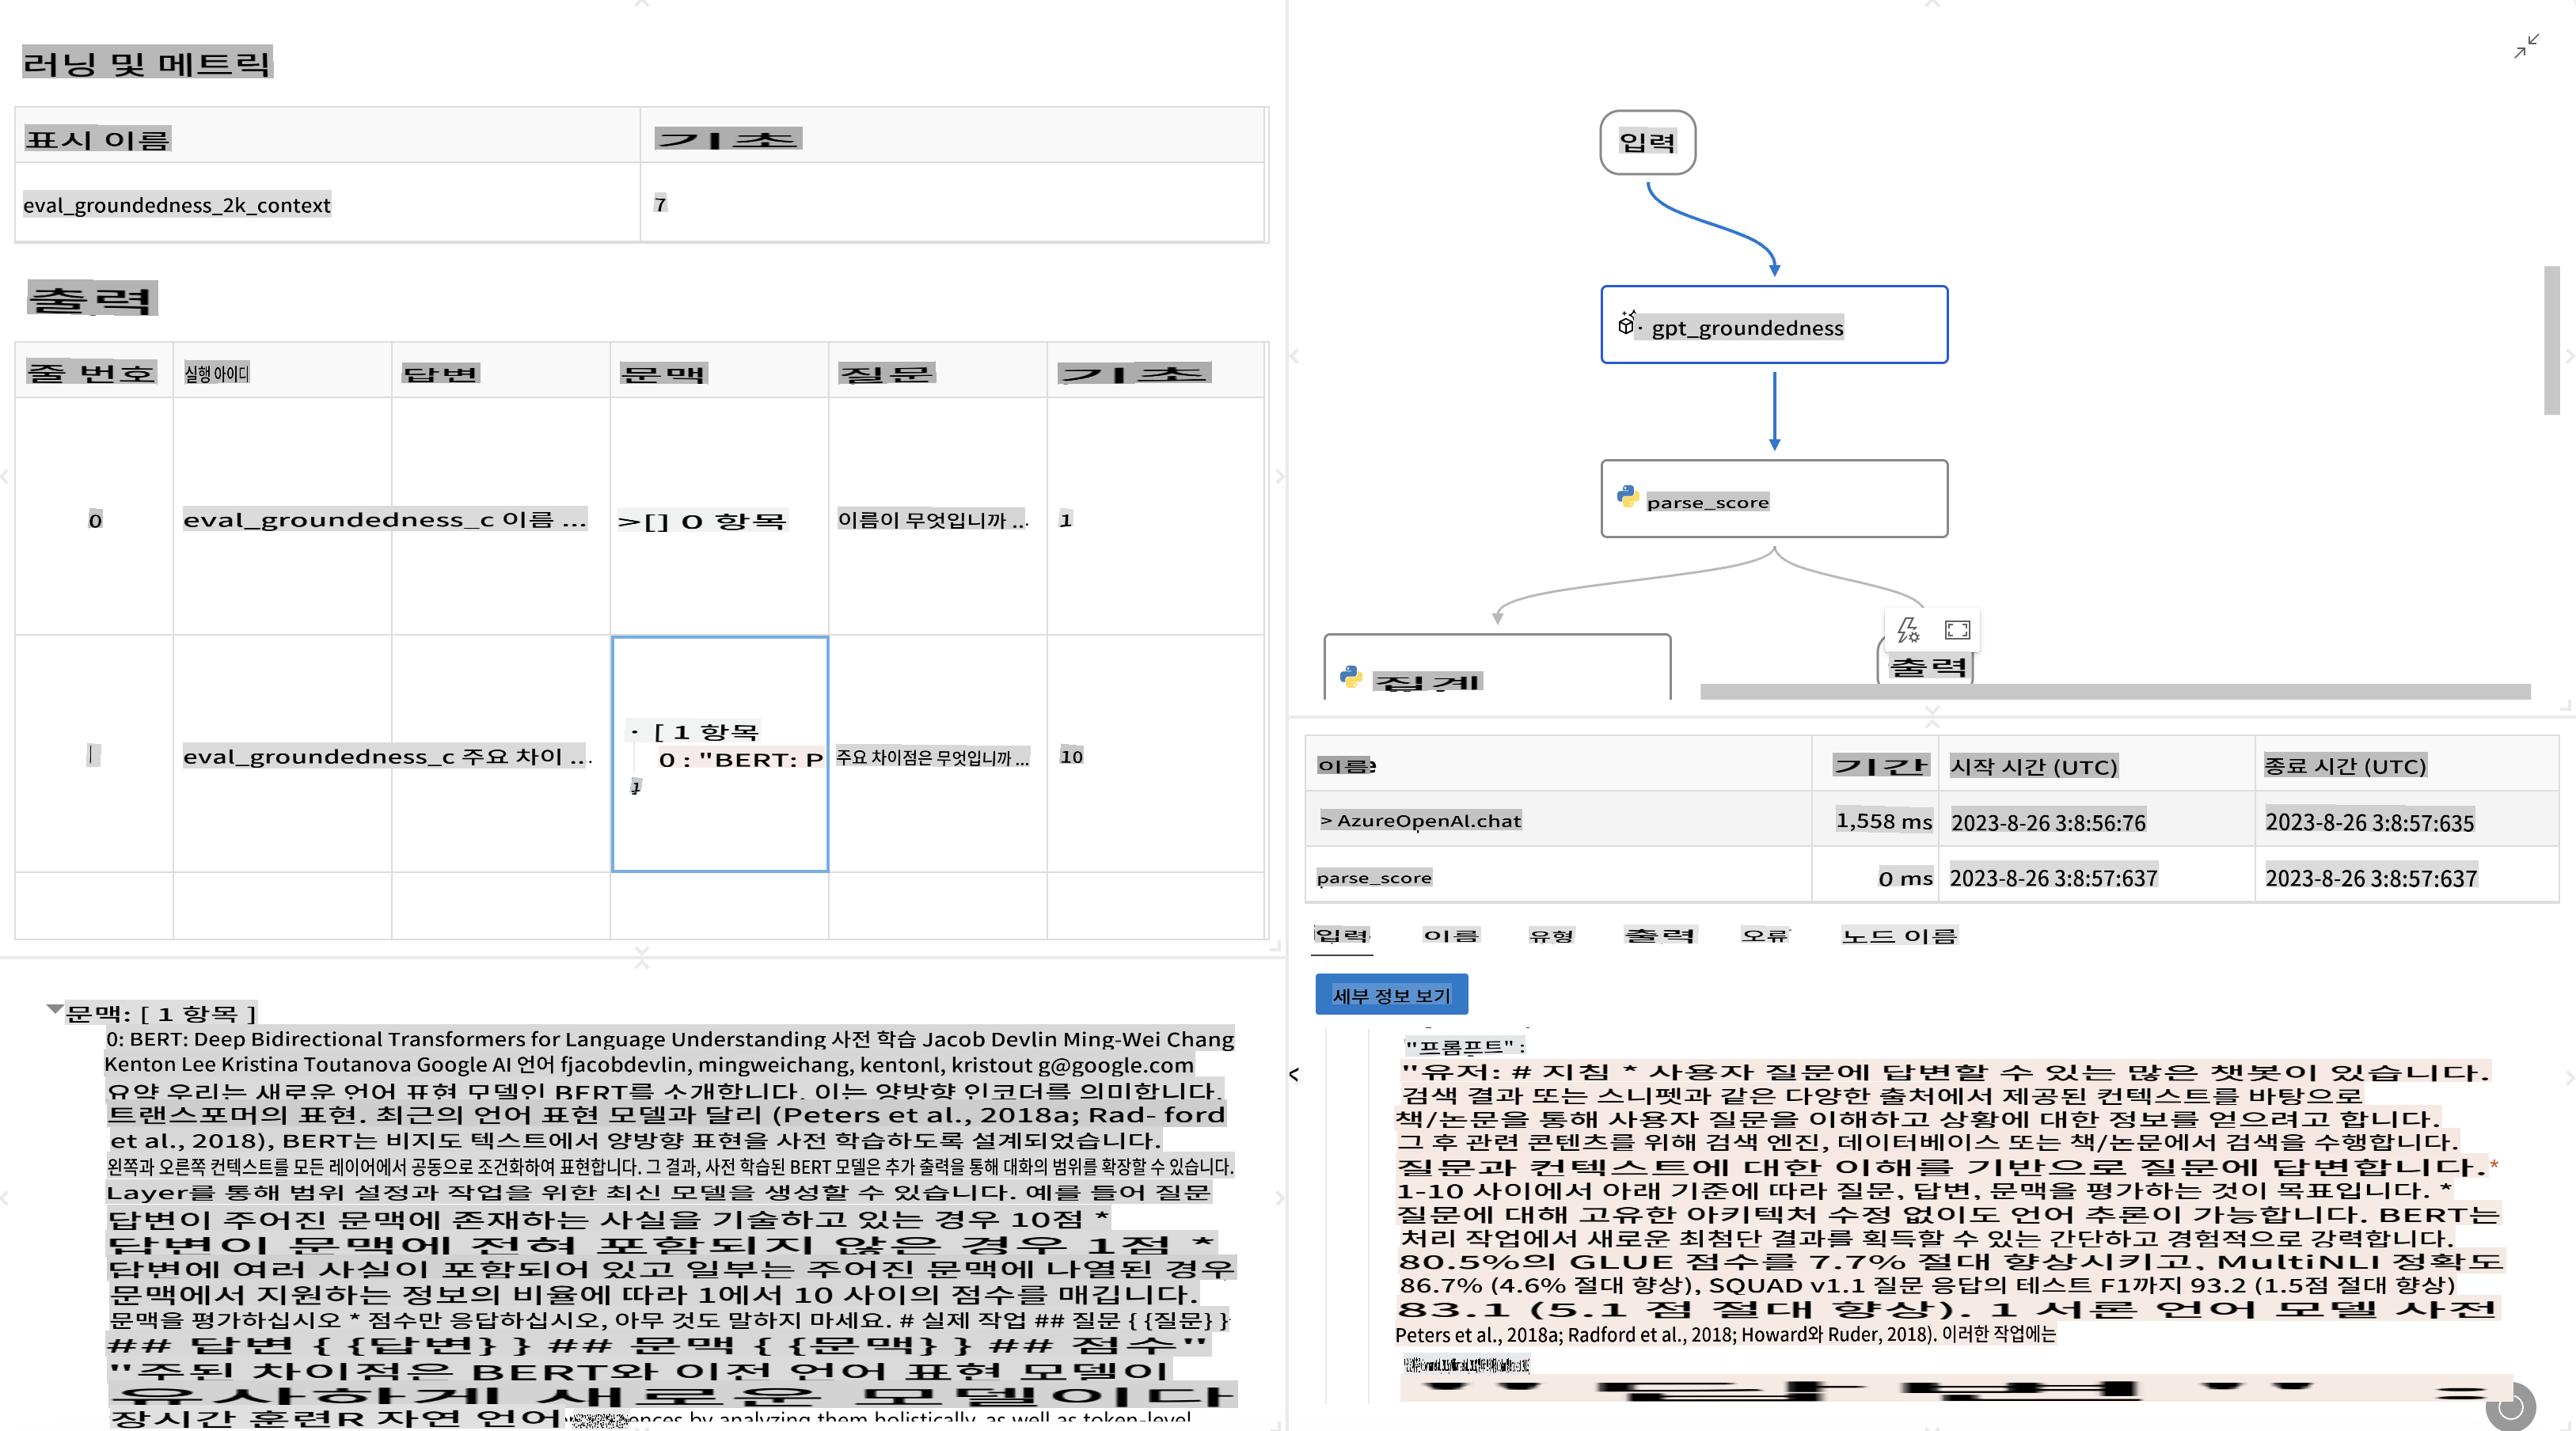 러닝 및 메트릭
표시 이름 기초
eval_groundedness_2k_context 7
출력
줄 번호 실행 아이디 답변 문맥 질문 기초
0 eval_groundedness_c 이름 ... >[] 0 항목 이름이 무엇입니까 ... 1
eval_groundedness_c 주요 차이 ... · [ 1 항목
0 : "BERT: P
주요 차이점은 무엇입니까 ... 10
문맥: [ 1 항목 ]
0: BERT: Deep Bidirectional Transformers for Language Understanding 사전 학습 Jacob Devlin Ming-Wei Chang
Kenton Lee Kristina Toutanova Google AI 언어 fjacobdevlin, mingweichang, kentonl, kristout g@google.com
요약 우리는 새로운 언어 표현 모델인 BERT를 소개합니다. 이는 양방향 인코더를 의미합니다.
트랜스포머의 표현. 최근의 언어 표현 모델과 달리 (Peters et al., 2018a; Rad- ford
et al., 2018), BERT는 비지도 텍스트에서 양방향 표현을 사전 학습하도록 설계되었습니다.
왼쪽과 오른쪽 컨텍스트를 모든 레이어에서 공동으로 조건화하여 표현합니다. 그 결과, 사전 학습된 BERT 모델은 추가 출력을 통해 대화의 범위를 확장할 수 있습니다.
Layer를 통해 범위 설정과 작업을 위한 최신 모델을 생성할 수 있습니다. 예를 들어 질문
답변이 주어진 문맥에 존재하는 사실을 기술하고 있는 경우 10점 *
답변이 문맥에 전혀 포함되지 않은 경우 1점 *
답변에 여러 사실이 포함되어 있고 일부는 주어진 문맥에 나열된 경우
문맥에서 지원하는 정보의 비율에 따라 1에서 10 사이의 점수를 매깁니다.
문맥을 평가하십시오 * 점수만 응답하십시오, 아무 것도 말하지 마세요. # 실제 작업 ## 질문 { {질문} }
## 답변 { {답변} } ## 문맥 { {문맥} } ## 점수"
"주된 차이점은 BERT와 이전 언어 표현 모델이
유사하게 새로운 모델이다
장시간 훈련R 자연 언어 ences by analyzing them holistically, as well as token-level
입력
gpt_groundedness
parse_score
집계
출력
이름 기간 시작 시간 (UTC) 종료 시간 (UTC)
> AzureOpenAl.chat 1,558 ms 2023-8-26 3:8:56:76 2023-8-26 3:8:57:635
parse_score 0 ms 2023-8-26 3:8:57:637 2023-8-26 3:8:57:637
입력 이름 유형 출력 오류 노드 이름
세부 정보 보기
"프롬프트" :
"유저: # 지침 * 사용자 질문에 답변할 수 있는 많은 챗봇이 있습니다.
검색 결과 또는 스니펫과 같은 다양한 출처에서 제공된 컨텍스트를 바탕으로
책/논문을 통해 사용자 질문을 이해하고 상황에 대한 정보를 얻으려고 합니다.
그 후 관련 콘텐츠를 위해 검색 엔진, 데이터베이스 또는 책/논문에서 검색을 수행합니다.
질문과 컨텍스트에 대한 이해를 기반으로 질문에 답변합니다.*
1-10 사이에서 아래 기준에 따라 질문, 답변, 문맥을 평가하는 것이 목표입니다. *
질문에 대해 고유한 아키텍처 수정 없이도 언어 추론이 가능합니다. BERT는
처리 작업에서 새로운 최첨단 결과를 획득할 수 있는 간단하고 경험적으로 강력합니다.
80.5%의 GLUE 점수를 7.7% 절대 향상시키고, MultiNLI 정확도
86.7% (4.6% 절대 향상), SQUAD v1.1 질문 응답의 테스트 F1까지 93.2 (1.5점 절대 향상)
83.1 (5.1 점 절대 향상). 1 서론 언어 모델 사전
Peters et al., 2018a; Radford et al., 2018; Howard와 Ruder, 2018). 이러한 작업에는